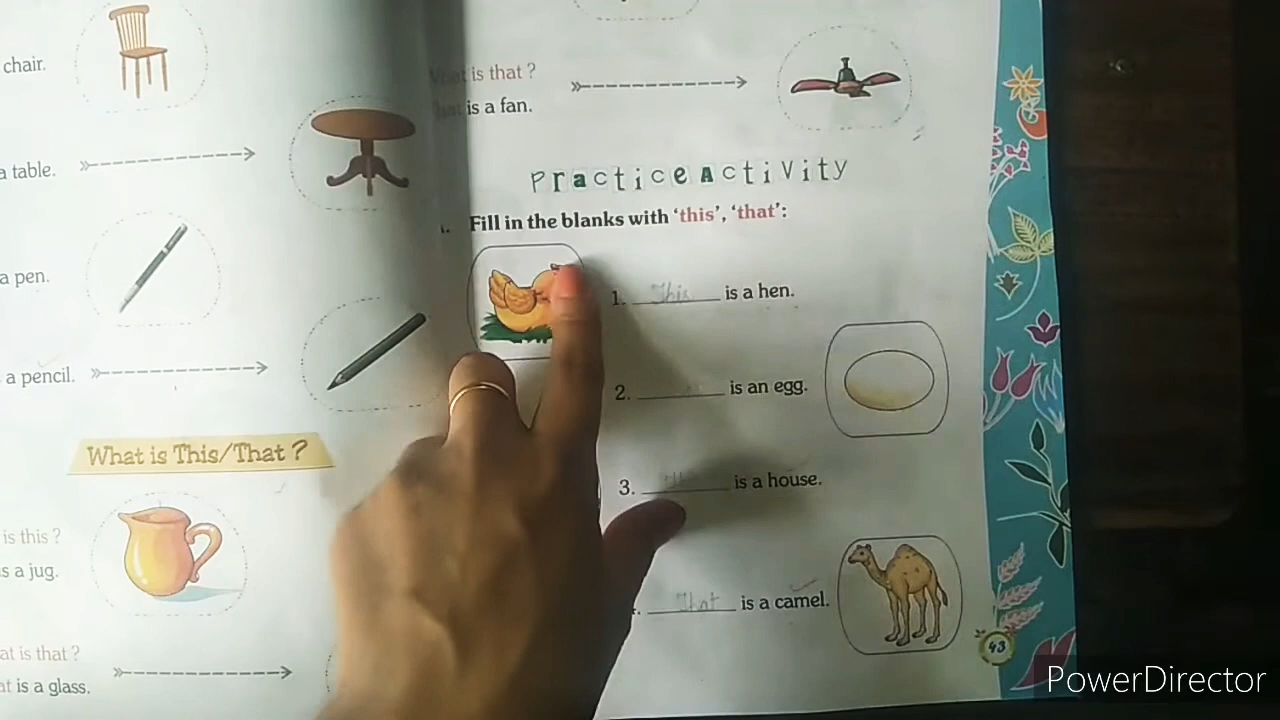 chair.
a table.
a pen.
a pencil.
What is This/That ?
is this ?
s a jug.
at is that ?
at is a glass.
What is that ?
That is a fan.
Practice Activity
Fill in the blanks with 'this', 'that':
1. This is a hen.
2. is an egg.
3. is a house.
That is a camel.
43
PowerDirector